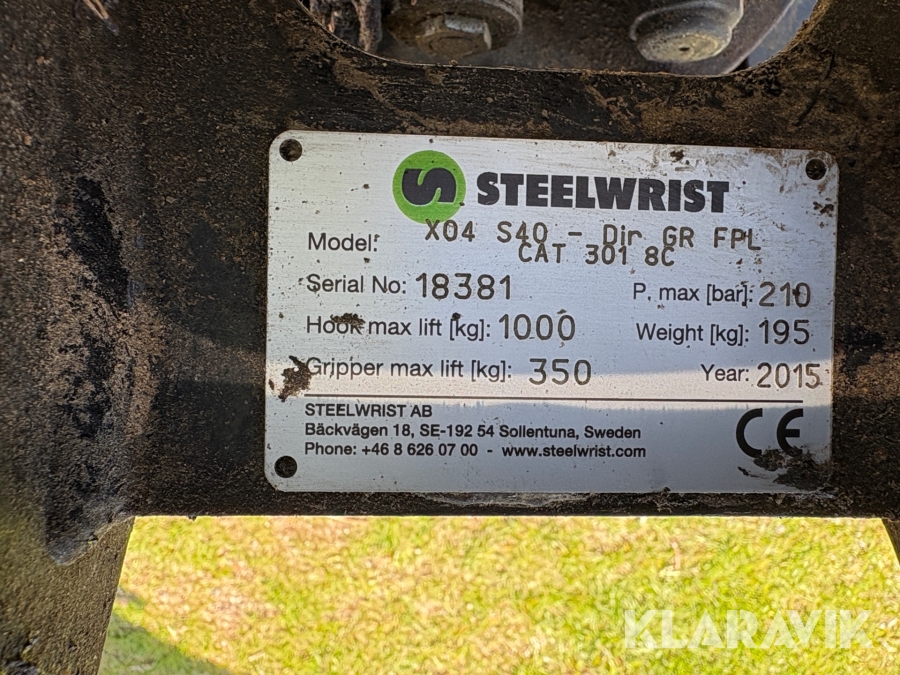 STEELWRIST
Model: X04 S40 - Dir GR FPL
CAT 301 8C
Serial No: 18381 P. max [bar]: 210
Hook max lift [kg]: 1000 Weight [kg]: 195
Gripper max lift [kg]: 350 Year: 2015
STEELWRIST AB
Bäckvägen 18, SE-192 54 Sollentuna, Sweden
Phone: +46 8 626 07 00 - www.steelwrist.com
CE
KLARAVIK